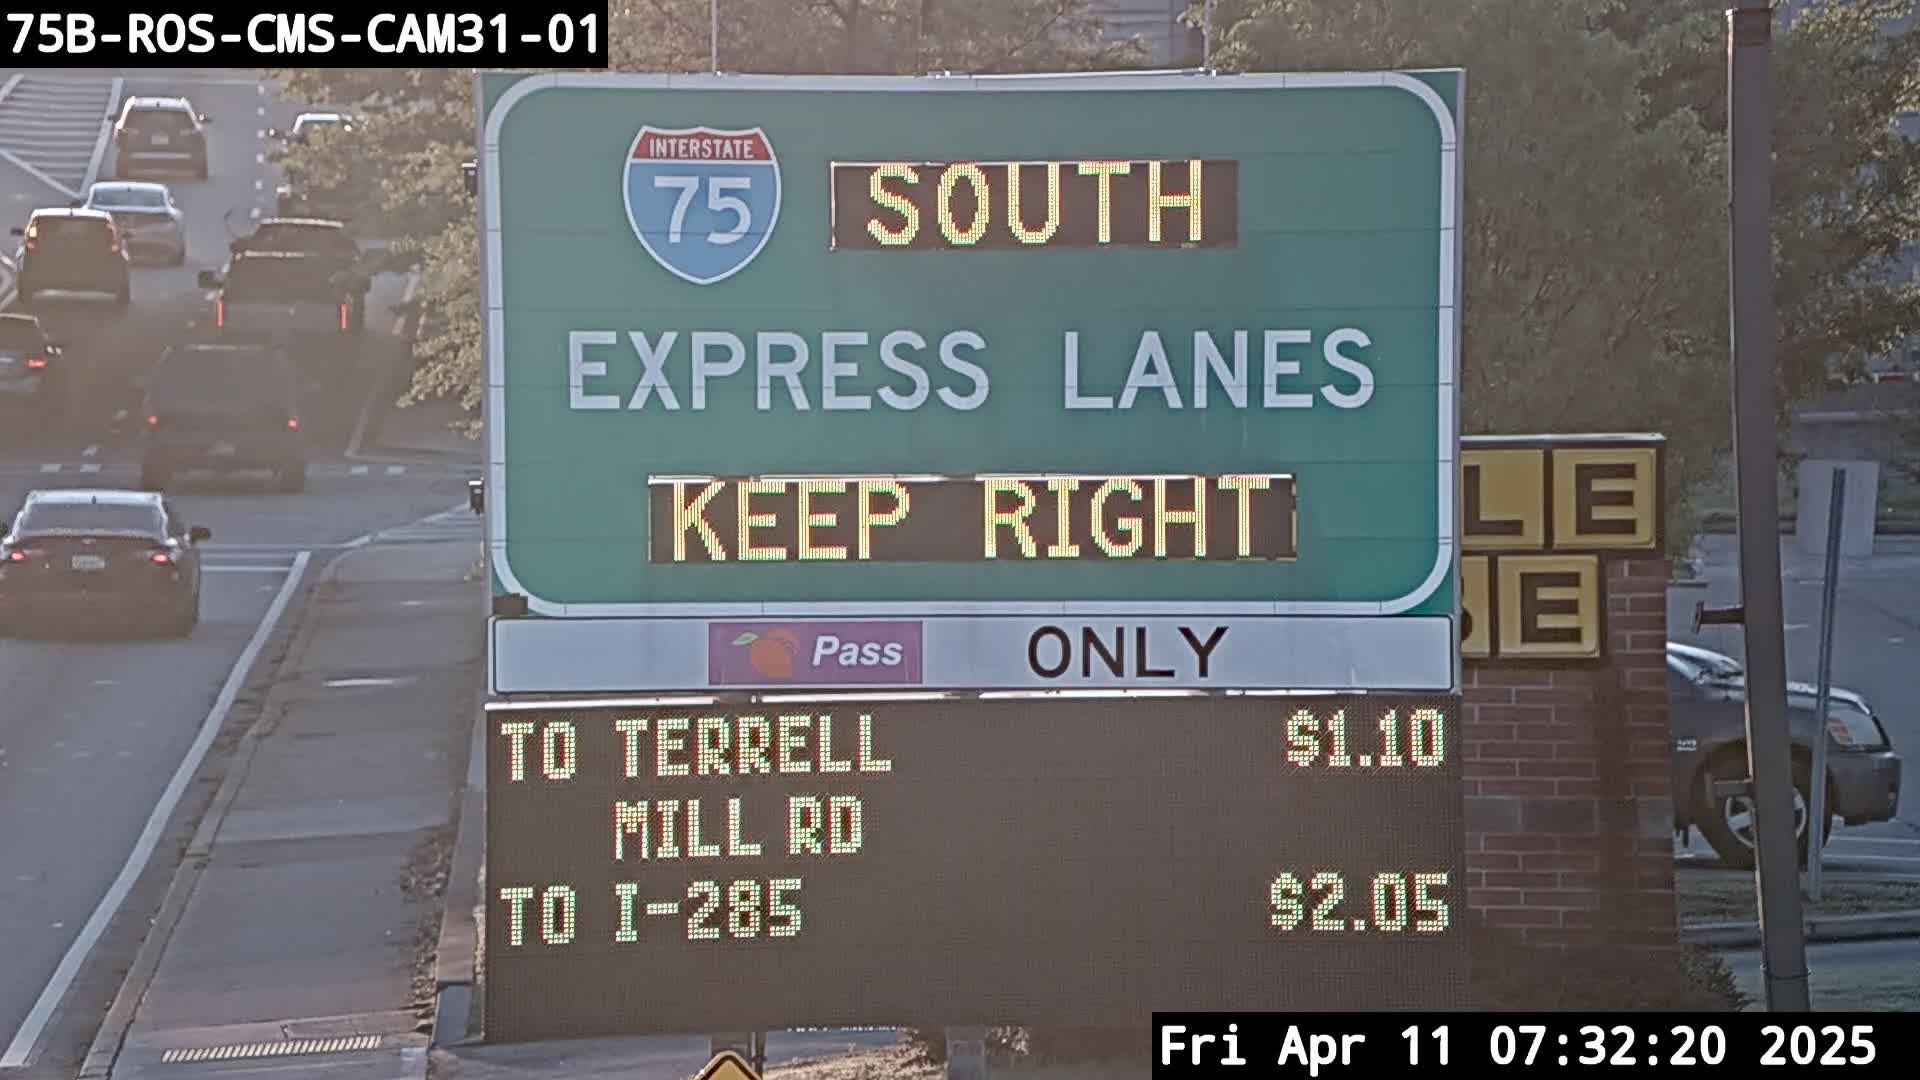 75B-ROS-CMS-CAM31-01
INTERSTATE
75
SOUTH
EXPRESS LANES
KEEP RIGHT
Pass ONLY
TO TERRELL $1.10
MILL RD
TO I-285 $2.05
LE
E
Fri Apr 11 07:32:20 2025